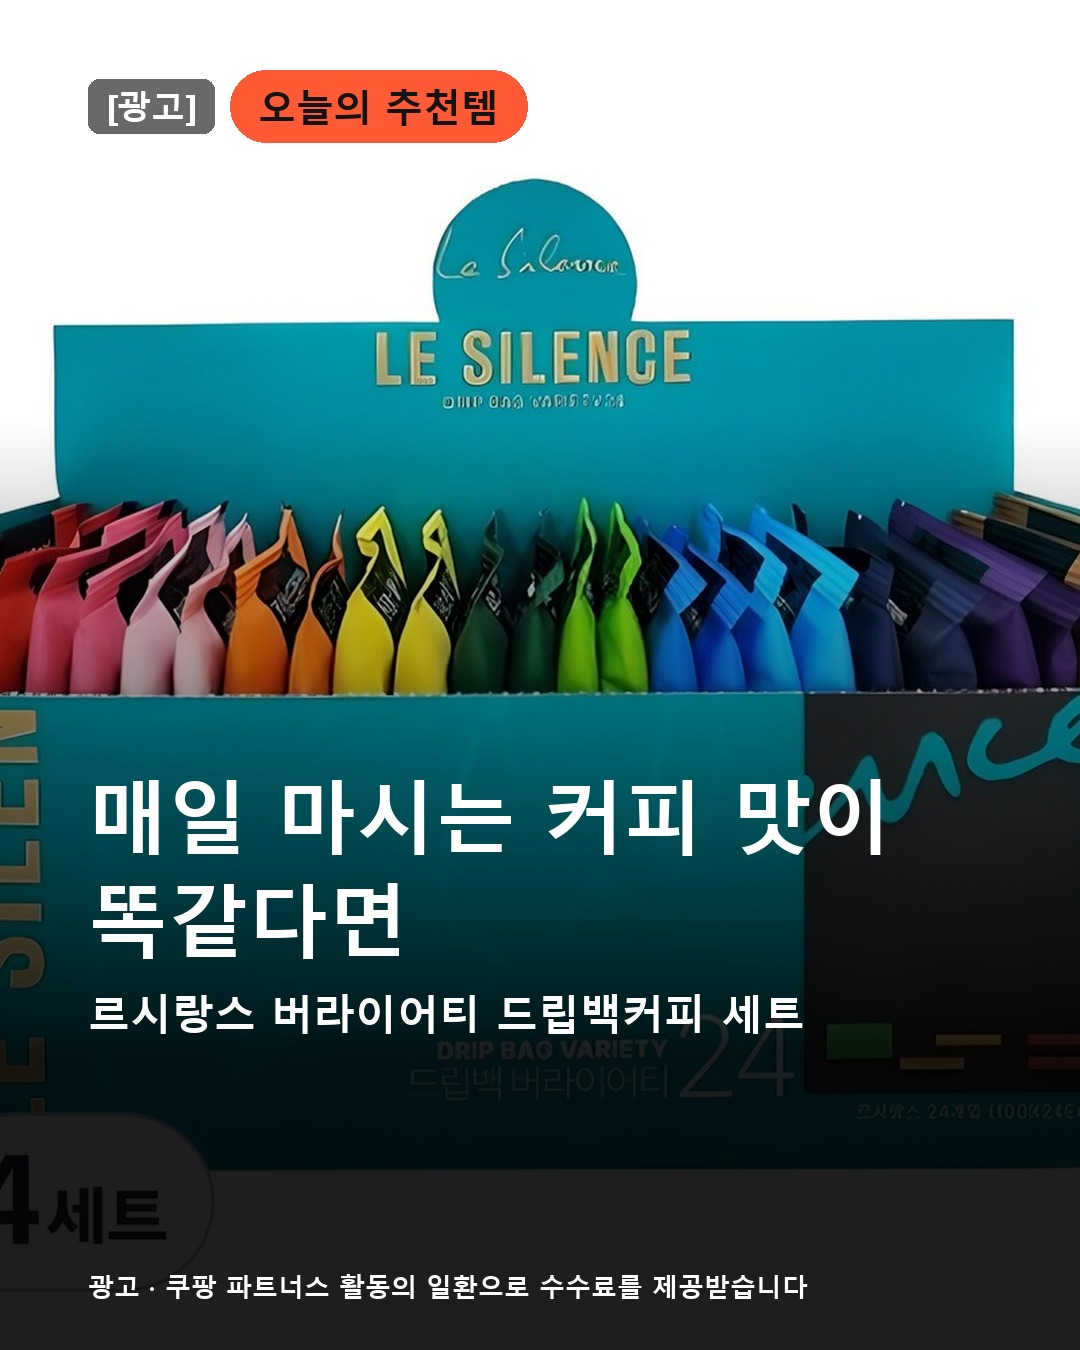 [광고] 오늘의 추천템
LE SILENCE
매일 마시는 커피 맛이
똑같다면
르시랑스 버라이어티 드립백커피 세트
DRIP BAG VARIETY
드립백 버라이어티 24
4세트
광고 · 쿠팡 파트너스 활동의 일환으로 수수료를 제공받습니다